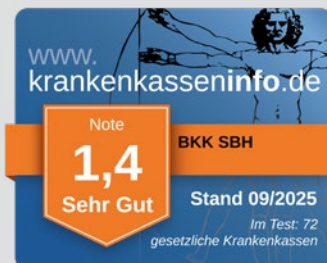 www.
krankenkasseninfo.de
Note
1,4
Sehr Gut
BKK SBH
Stand 09/2025
Im Test: 72
gesetzliche Krankenkassen